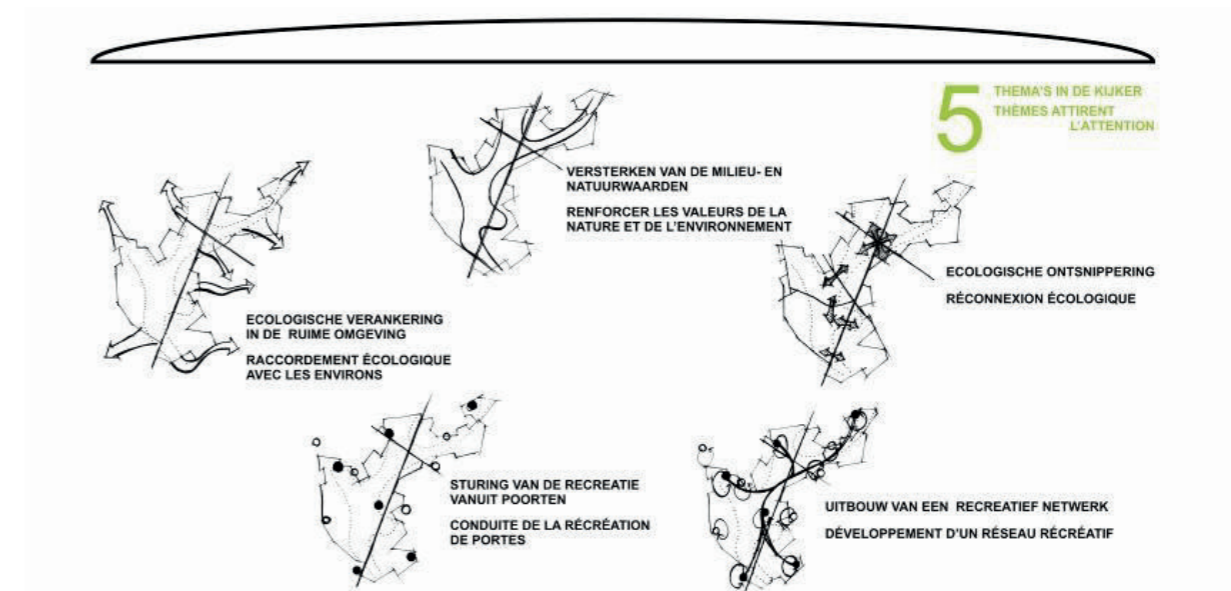 5
THEMA'S IN DE KIJKER
THÈMES ATTIRENT
L'ATTENTION
VERSTERKEN VAN DE MILIEU- EN
NATUURWAARDEN
RENFORCER LES VALEURS DE LA
NATURE ET DE L'ENVIRONNEMENT
ECOLOGISCHE ONTSNIPPERING
RÉCONNEXION ÉCOLOGIQUE
ECOLOGISCHE VERANKERING
IN DE RUIME OMGEVING
RACCORDEMENT ÉCOLOGIQUE
AVEC LES ENVIRONS
STURING VAN DE RECREATIE
VANUIT POORTEN
CONDUITE DE LA RÉCRÉATION
DE PORTES
UITBOUW VAN EEN RECREATIEF NETWERK
DÉVELOPPEMENT D'UN RÉSEAU RÉCRÉATIF